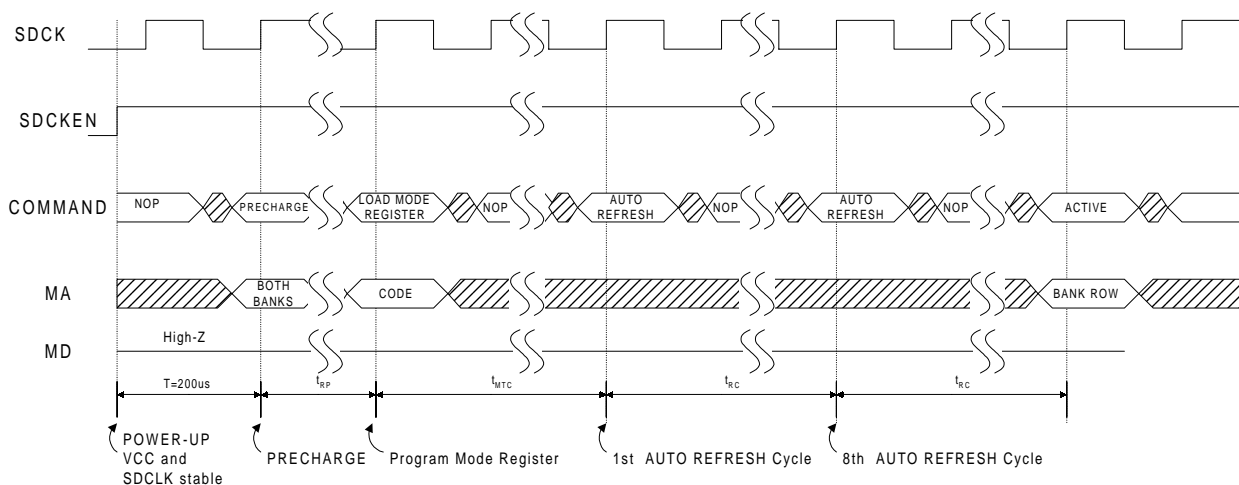 SDCK
SDCKEN
COMMAND
NOP
PRECHARGE
LOAD MODE
REGISTER
NOP
AUTO
REFRESH
NOP
AUTO
REFRESH
NOP
ACTIVE
MA
BOTH
BANKS
CODE
BANK ROW
MD
High-Z
T=200us
tRP
tMTC
tRC
tRC
POWER-UP
VCC and
SDCLK stable
PRECHARGE
Program Mode Register
1st AUTO REFRESH Cycle
8th AUTO REFRESH Cycle